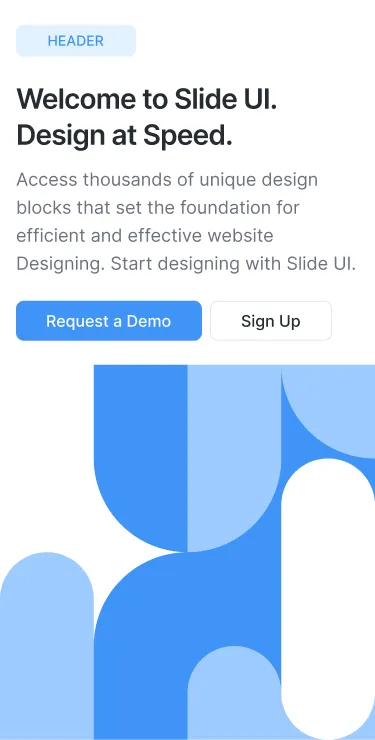 HEADER
Welcome to Slide UI.
Design at Speed.
Access thousands of unique design
blocks that set the foundation for
efficient and effective website
Designing. Start designing with Slide UI.
Request a Demo
Sign Up